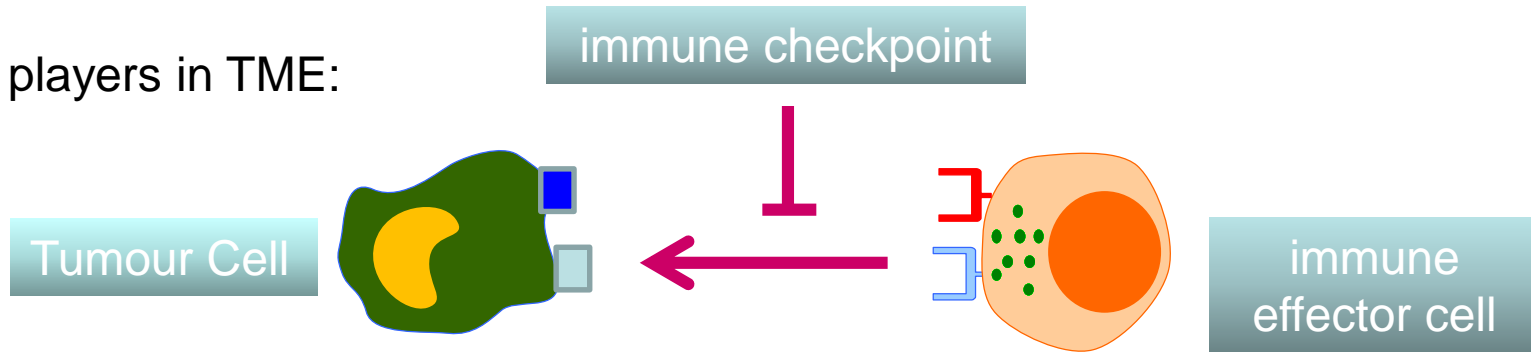 immune checkpoint
players in TME:
Tumour Cell
immune
effector cell